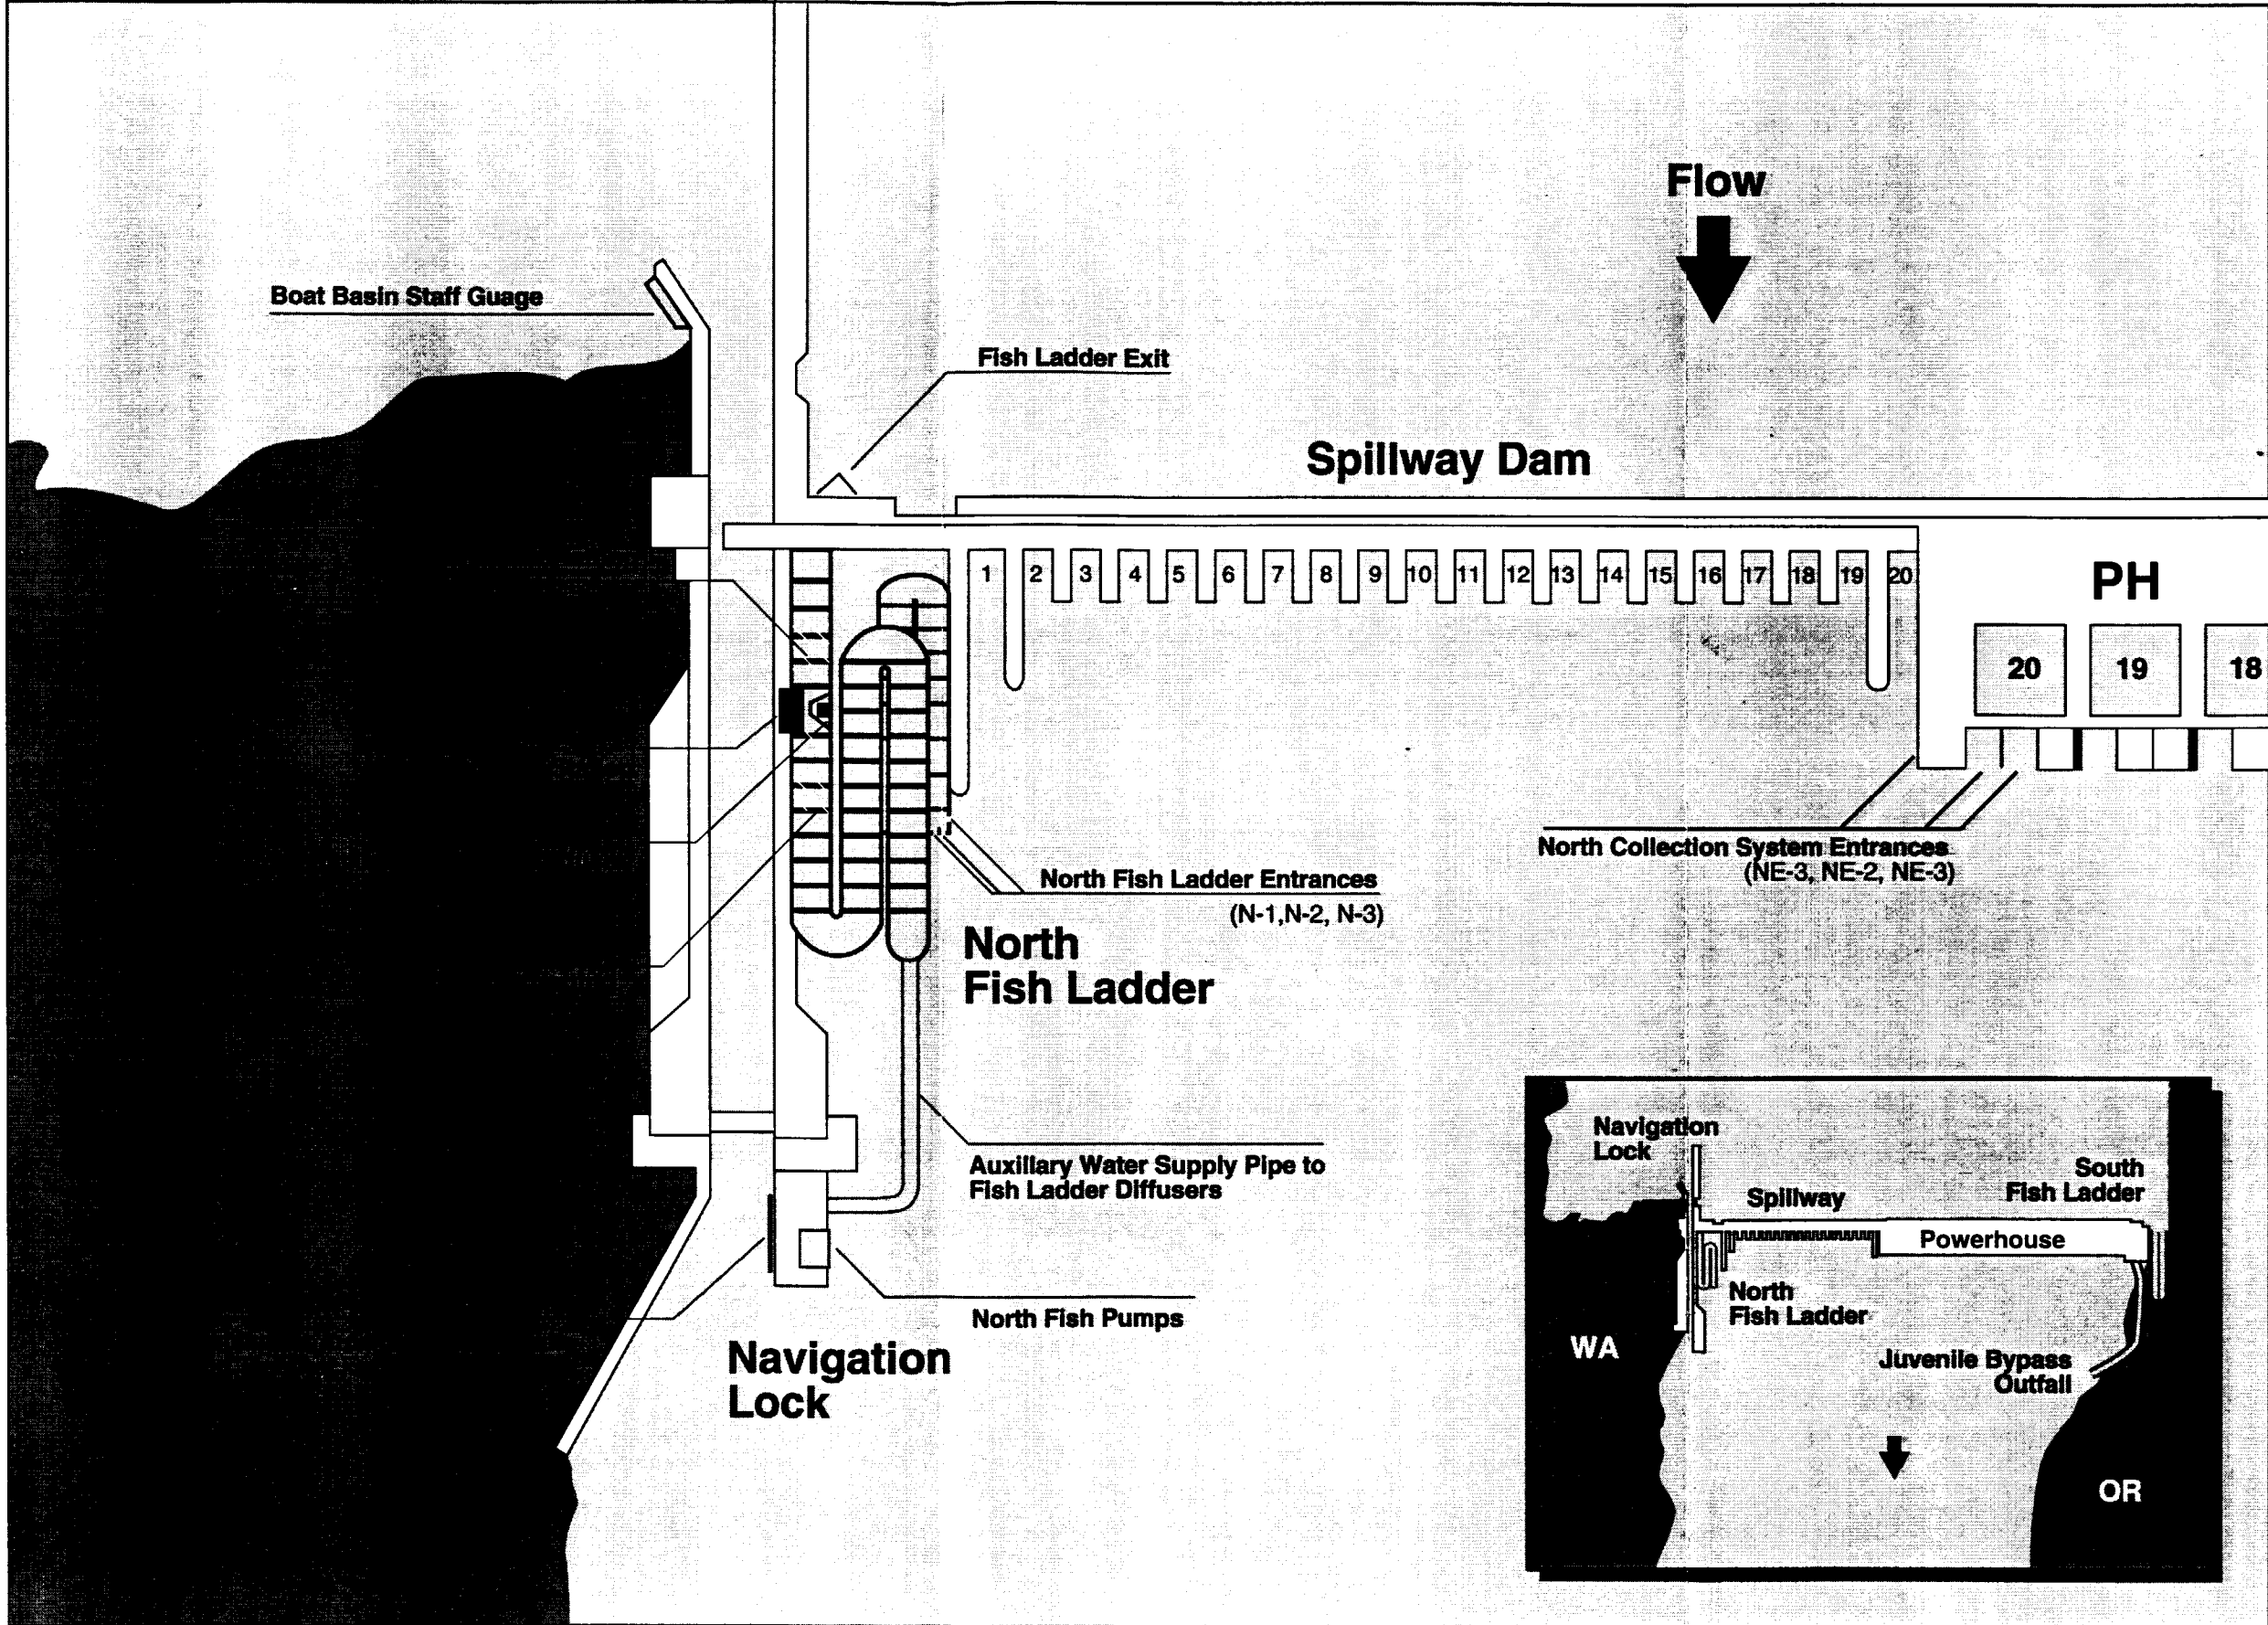 Flow
Boat Basin Staff Guage
Fish Ladder Exit
Spillway Dam
1 2 3 4 5 6 7 8 9 10 11 12 13 14 15 16 17 18 19 20
PH
20 19 18
North Collection System Entrances
(NE-3, NE-2, NE-3)
North Fish Ladder Entrances
(N-1,N-2, N-3)
North
Fish Ladder
Auxillary Water Supply Pipe to
Fish Ladder Diffusers
North Fish Pumps
Navigation
Lock
Navigation
Lock
South
Fish Ladder
Spillway
Powerhouse
North
Fish Ladder
WA
Juvenile Bypass
Outfall
OR